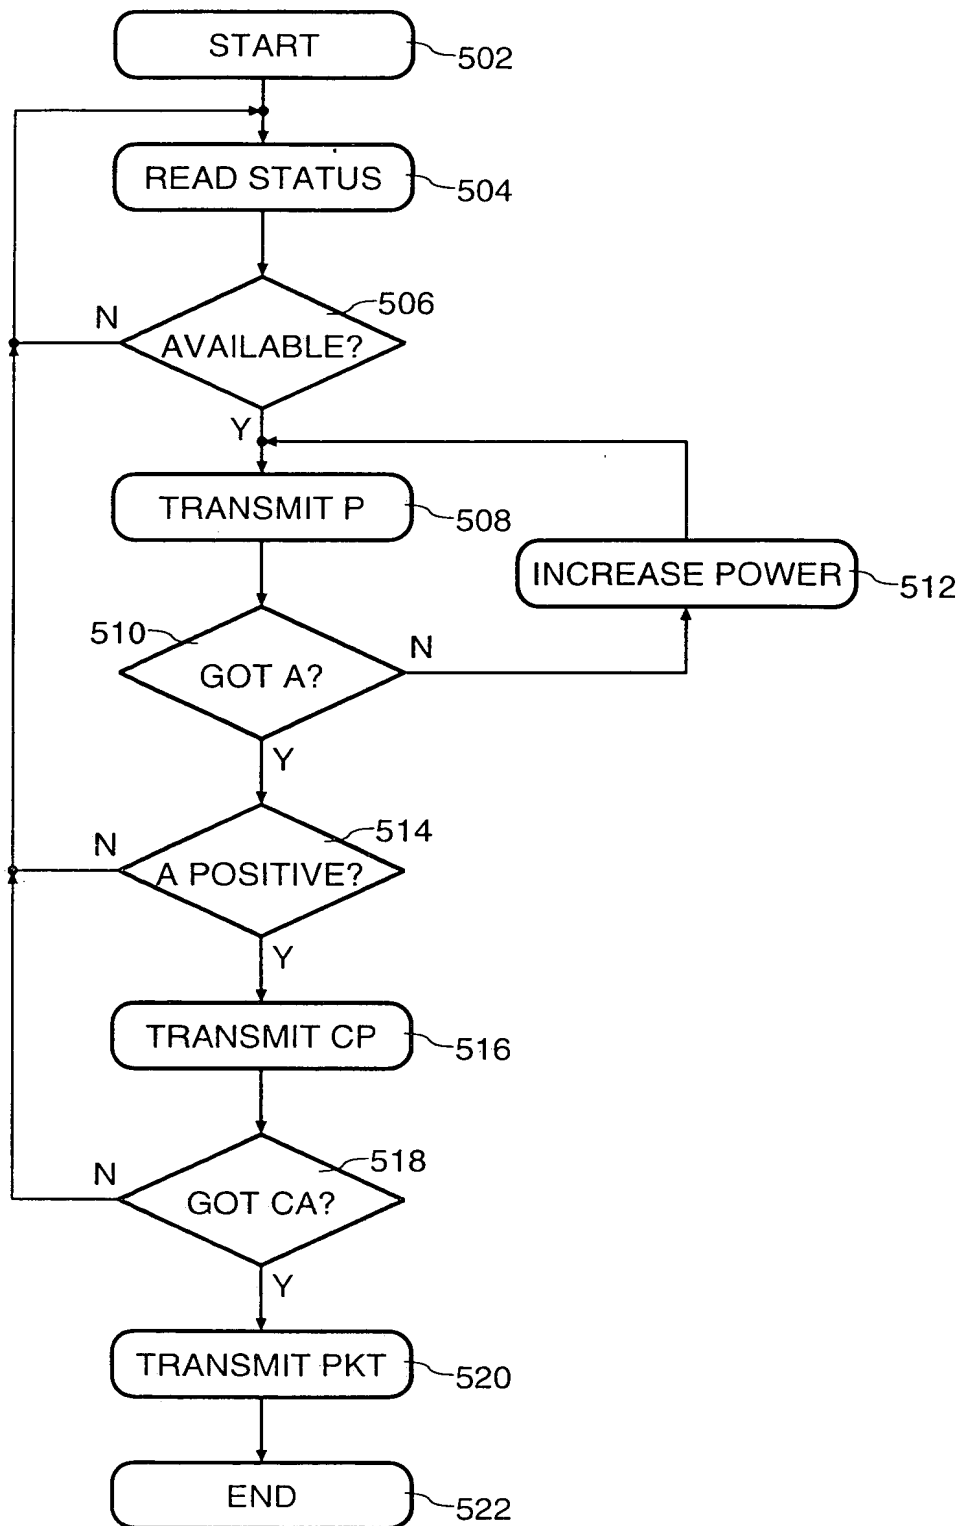 START
502
READ STATUS
504
506
N
AVAILABLE?
Y
TRANSMIT P
508
INCREASE POWER
512
510
N
GOT A?
Y
514
N
A POSITIVE?
Y
TRANSMIT CP
516
518
N
GOT CA?
Y
TRANSMIT PKT
520
END
522